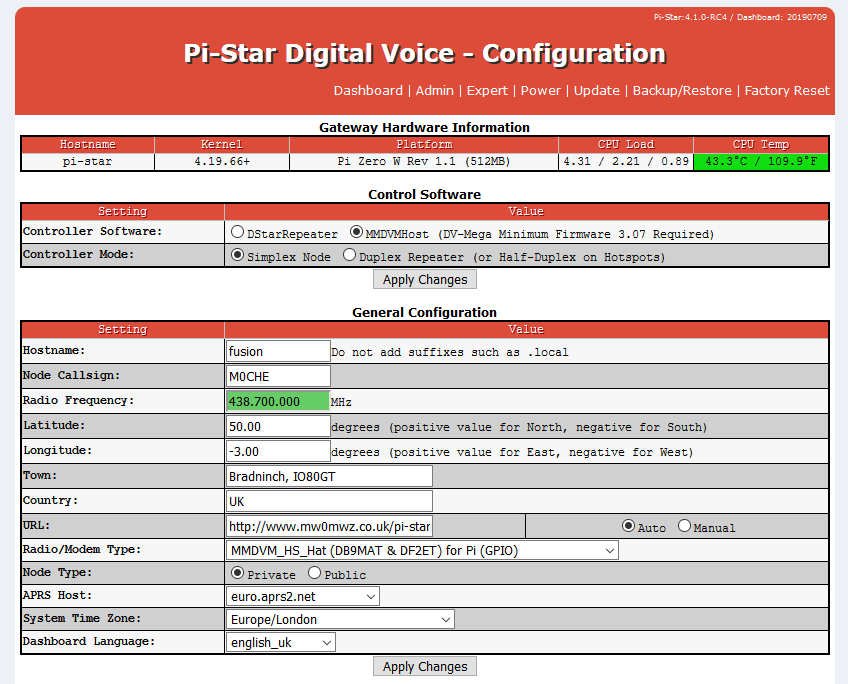 Pi-Star:4.1.0-RC4 / Dashboard: 20190709
Pi-Star Digital Voice - Configuration
Dashboard | Admin | Expert | Power | Update | Backup/Restore | Factory Reset
Gateway Hardware Information
Hostname Kernel Platform CPU Load CPU Temp
pi-star 4.19.66+ Pi Zero W Rev 1.1 (512MB) 4.31 / 2.21 / 0.89 43.3°C / 109.9°F
Control Software
Setting Value
Controller Software: DStarRepeater MMDVMHost (DV-Mega Minimum Firmware 3.07 Required)
Controller Mode: Simplex Node Duplex Repeater (or Half-Duplex on Hotspots)
Apply Changes
General Configuration
Setting Value
Hostname: fusion Do not add suffixes such as .local
Node Callsign: M0CHE
Radio Frequency: 438.700.000 MHz
Latitude: 50.00 degrees (positive value for North, negative for South)
Longitude: -3.00 degrees (positive value for East, negative for West)
Town: Bradninch, IO80GT
Country: UK
URL: http://www.mw0mwz.co.uk/pi-star Auto Manual
Radio/Modem Type: MMDVM_HS_Hat (DB9MAT & DF2ET) for Pi (GPIO)
Node Type: Private Public
APRS Host: euro.aprs2.net
System Time Zone: Europe/London
Dashboard Language: english_uk
Apply Changes